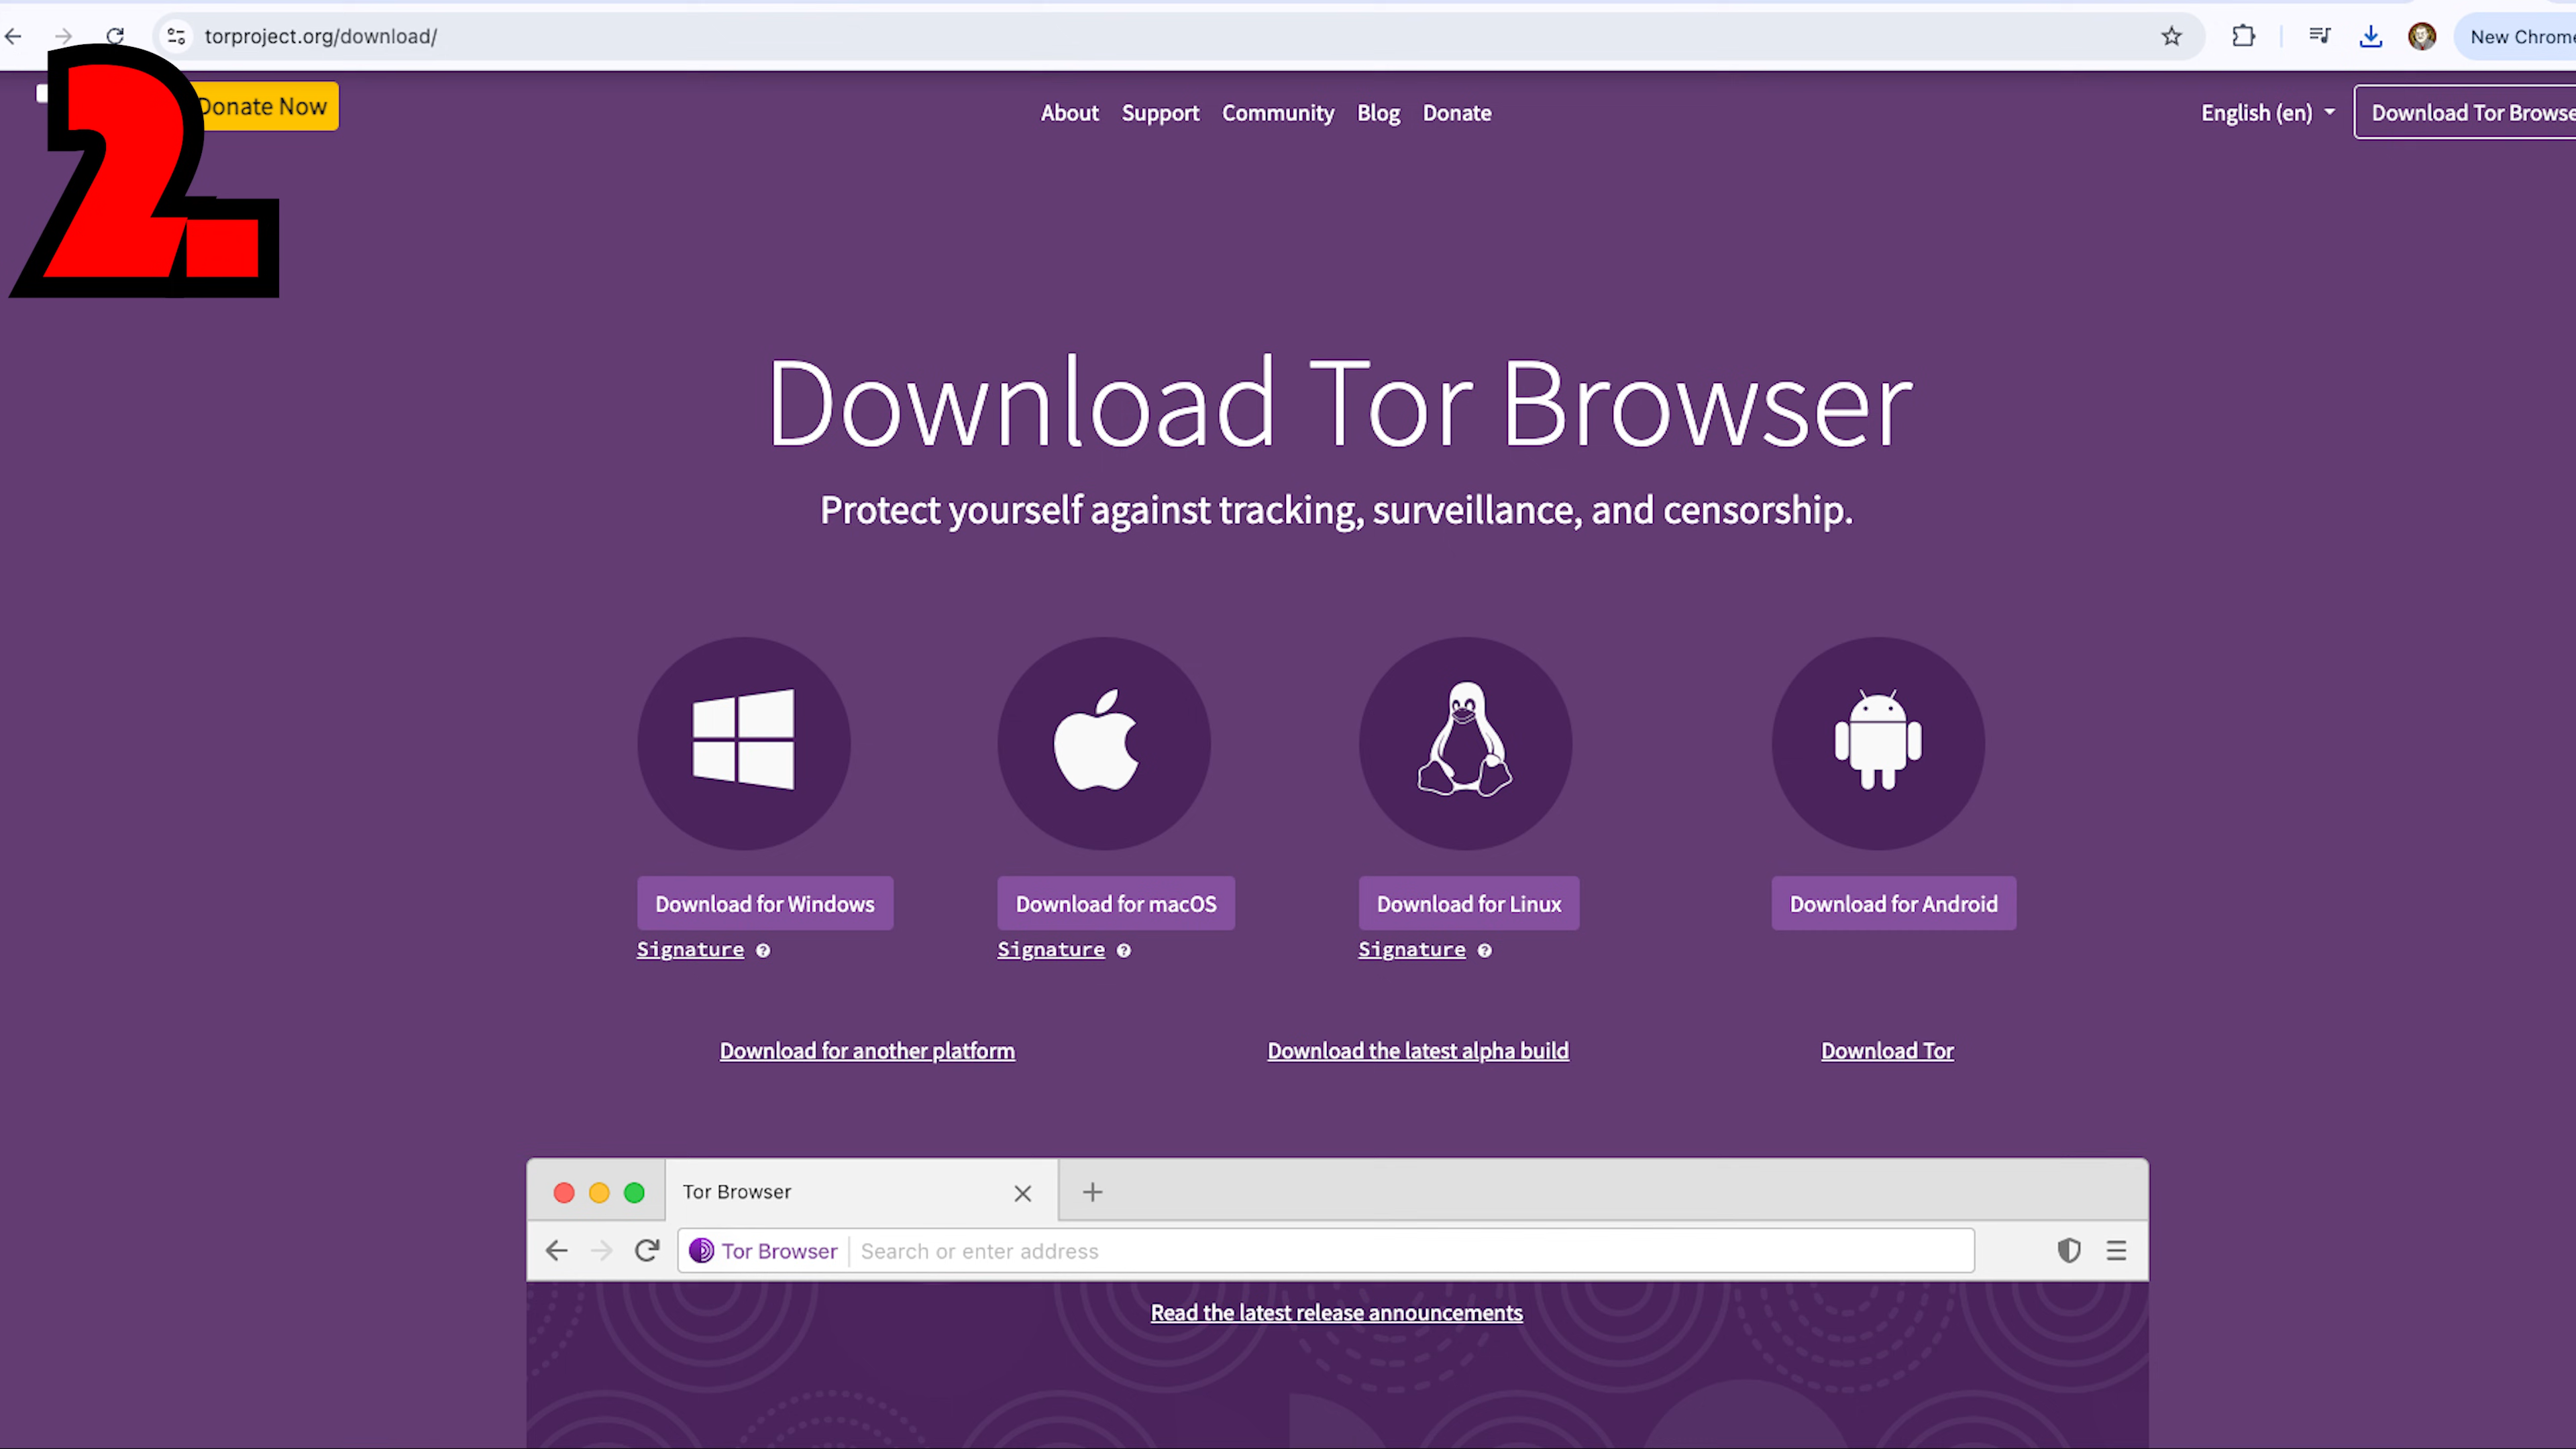 torproject.org/download/
New Chrome
2.
Donate Now
About Support Community Blog Donate
English (en)
Download Tor Browse
Download Tor Browser
Protect yourself against tracking, surveillance, and censorship.
Download for Windows
Download for macOS
Download for Linux
Download for Android
Signature
Signature
Signature
Download for another platform
Download the latest alpha build
Download Tor
Tor Browser
Tor Browser
Search or enter address
Read the latest release announcements